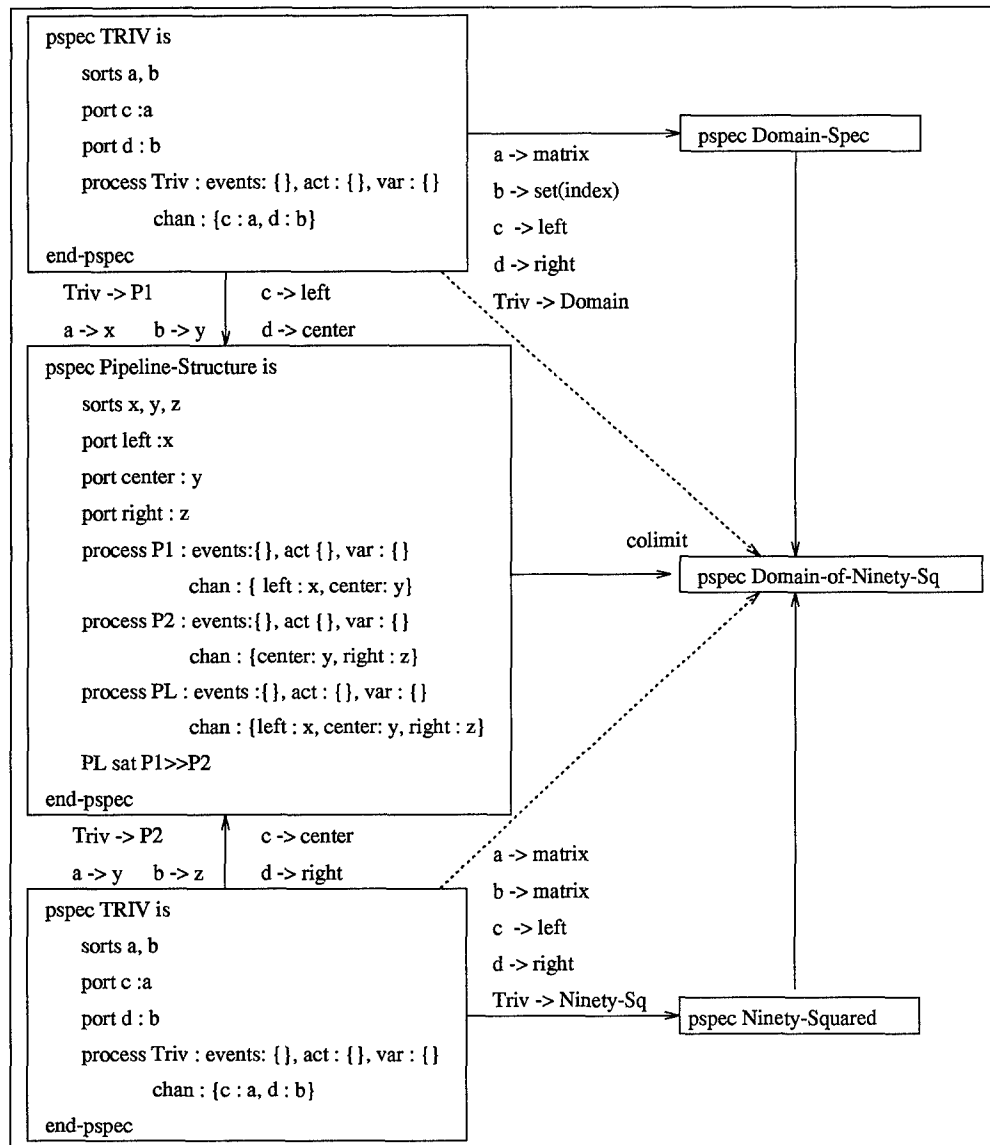 pspec TRIV is
sorts a, b
port c :a
port d : b
process Triv : events: {}, act : {}, var : {}
chan : {c : a, d : b}
end-pspec
pspec Domain-Spec
a -> matrix
b -> set(index)
c -> left
d -> right
Triv -> Domain
Triv -> P1 c -> left
a -> x b -> y d -> center
pspec Pipeline-Structure is
sorts x, y, z
port left :x
port center : y
port right : z
process P1 : events:{}, act {}, var : {}
chan : { left : x, center: y}
process P2 : events:{}, act {}, var : {}
chan : {center: y, right : z}
process PL : events :{}, act : {}, var : {}
chan : {left : x, center: y, right : z}
PL sat P1>>P2
end-pspec
colimit
pspec Domain-of-Ninety-Sq
Triv -> P2 c -> center
a -> y b -> z d -> right
pspec TRIV is
sorts a, b
port c :a
port d : b
process Triv : events: {}, act : {}, var : {}
chan : {c : a, d : b}
end-pspec
a -> matrix
b -> matrix
c -> left
d -> right
Triv -> Ninety-Sq
pspec Ninety-Squared